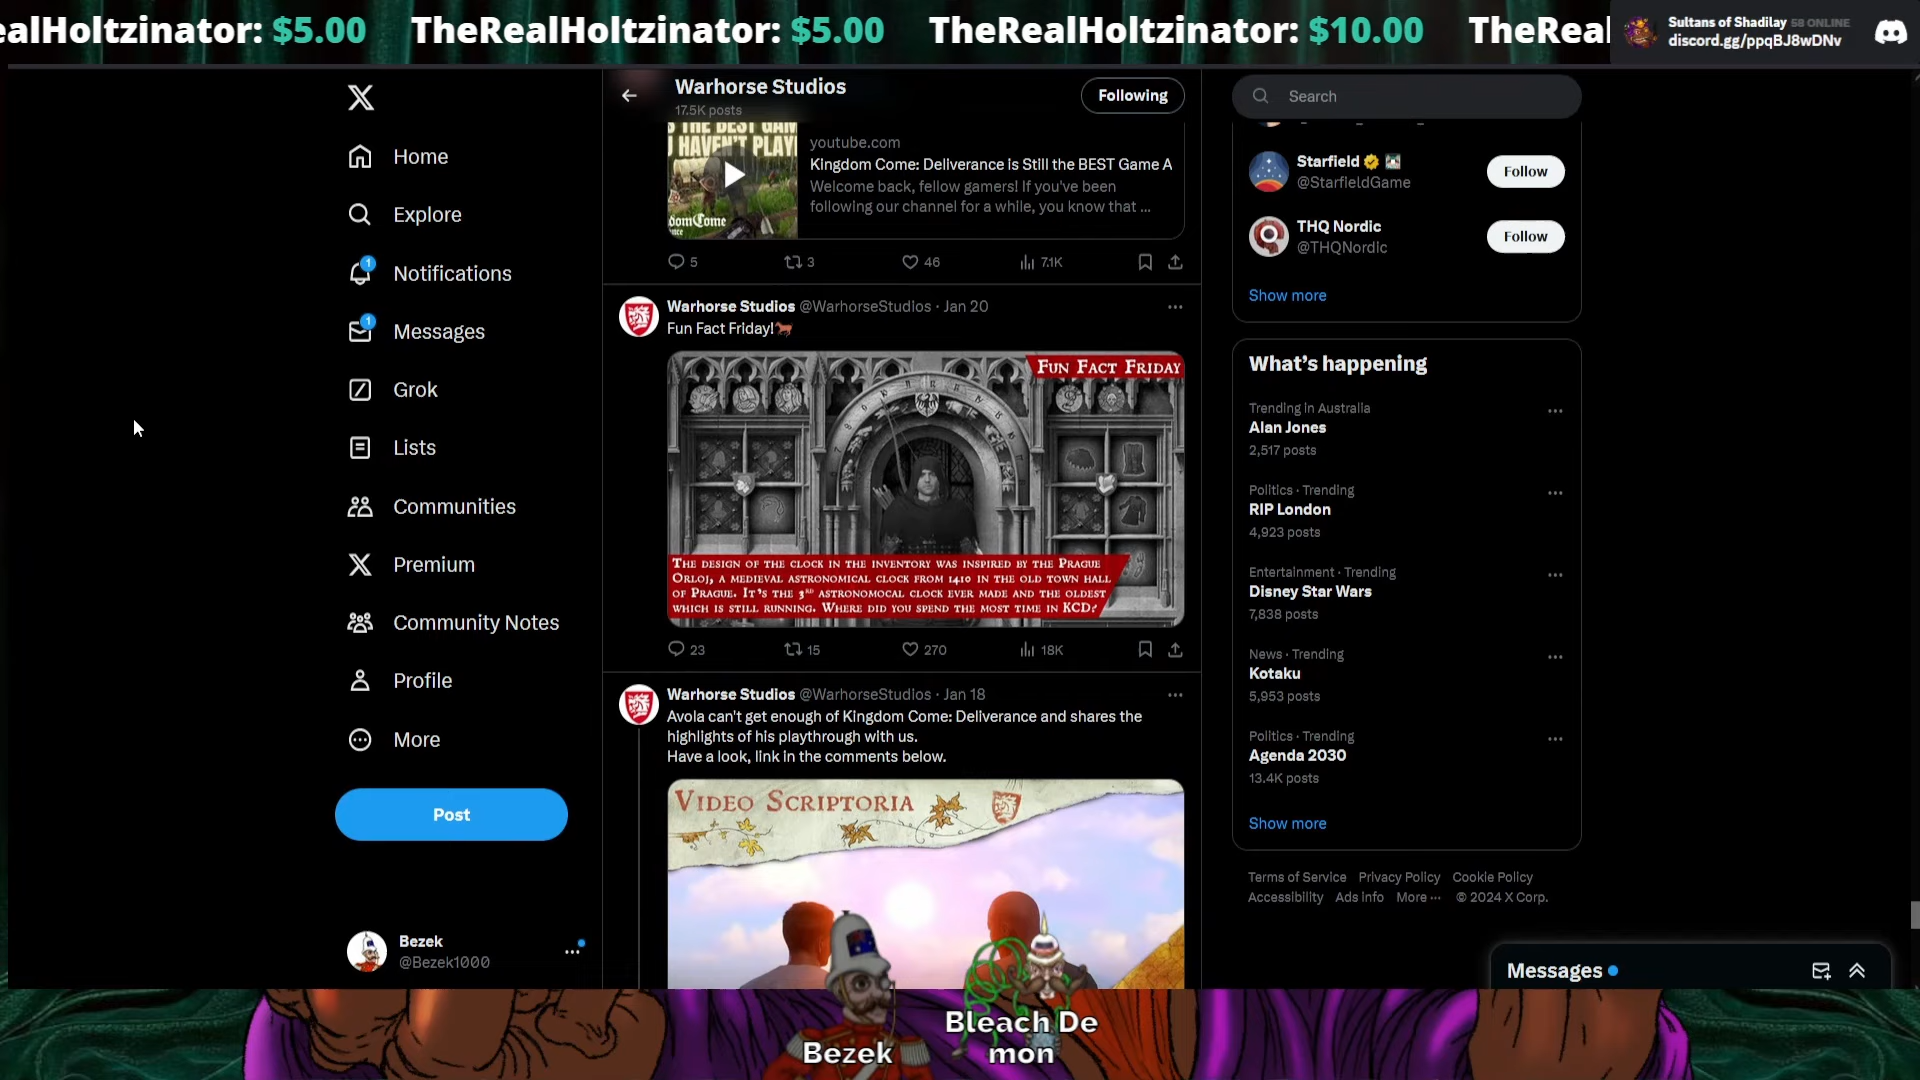 ealHoltzinator: $5.00 TheRealHoltzinator: $5.00 TheRealHoltzinator: $10.00 TheReal
Sultans of Shadilay 58 ONLINE
discord.gg/ppqBJ8wDNv
Home
Explore
1
Notifications
1
Messages
Grok
Lists
Communities
Premium
Community Notes
Profile
More
Post
Bezek
@Bezek1000
Warhorse Studios
17.5K posts
Following
S THE BEST GAM
U HAVEN'T PLAY
youtube.com
Kingdom Come: Deliverance is Still the BEST Game A
Welcome back, fellow gamers! If you've been
following our channel for a while, you know that ...
5 3 46 7.1K
Warhorse Studios @WarhorseStudios · Jan 20
Fun Fact Friday!
FUN FACT FRIDAY
THE DESIGN OF THE CLOCK IN THE INVENTORY WAS INSPIRED BY THE PRAGUE
ORLOJ, A MEDIEVAL ASTRONOMICAL CLOCK FROM 1410 IN THE OLD TOWN HALL
OF PRAGUE. IT'S THE 3RD ASTRONOMOCAL CLOCK EVER MADE AND THE OLDEST
WHICH IS STILL RUNNING. WHERE DID YOU SPEND THE MOST TIME IN KCD?
23 15 270 18K
Warhorse Studios @WarhorseStudios · Jan 18
Avola can't get enough of Kingdom Come: Deliverance and shares the
highlights of his playthrough with us.
Have a look, link in the comments below.
VIDEO SCRIPTORIA
Search
Starfield
@StarfieldGame
Follow
THQ Nordic
@THQNordic
Follow
Show more
What's happening
Trending in Australia
Alan Jones
2,517 posts
Politics · Trending
RIP London
4,923 posts
Entertainment · Trending
Disney Star Wars
7,838 posts
News · Trending
Kotaku
5,953 posts
Politics · Trending
Agenda 2030
13.4K posts
Show more
Terms of Service Privacy Policy Cookie Policy
Accessibility Ads info More ··· © 2024 X Corp.
Messages
Bezek
Bleach De
mon